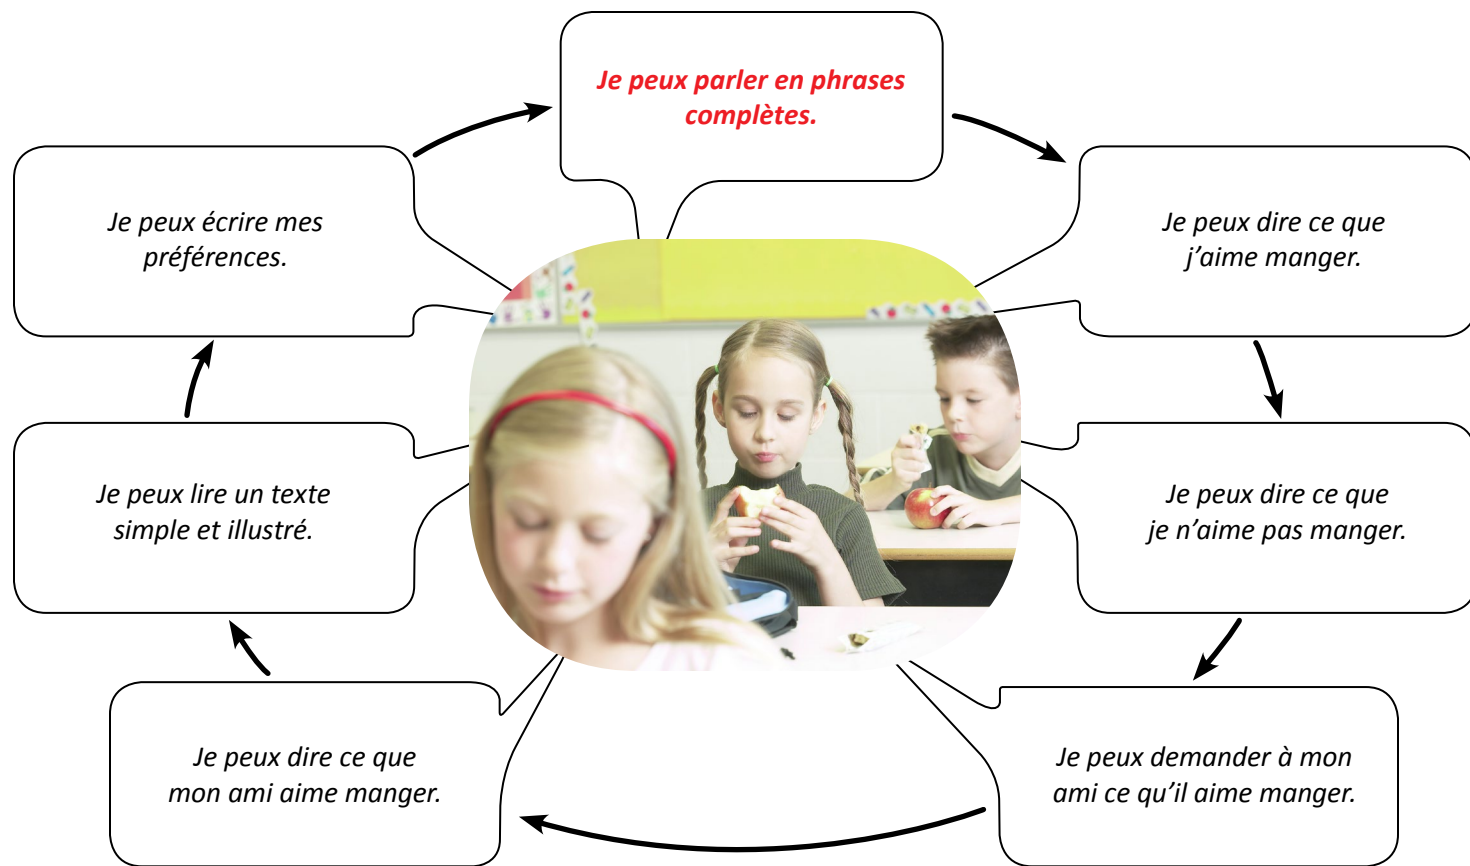 Je peux parler en phrases
complètes.
Je peux dire ce que
j’aime manger.
Je peux dire ce que
je n’aime pas manger.
Je peux demander à mon
ami ce qu’il aime manger.
Je peux dire ce que
mon ami aime manger.
Je peux lire un texte
simple et illustré.
Je peux écrire mes
préférences.